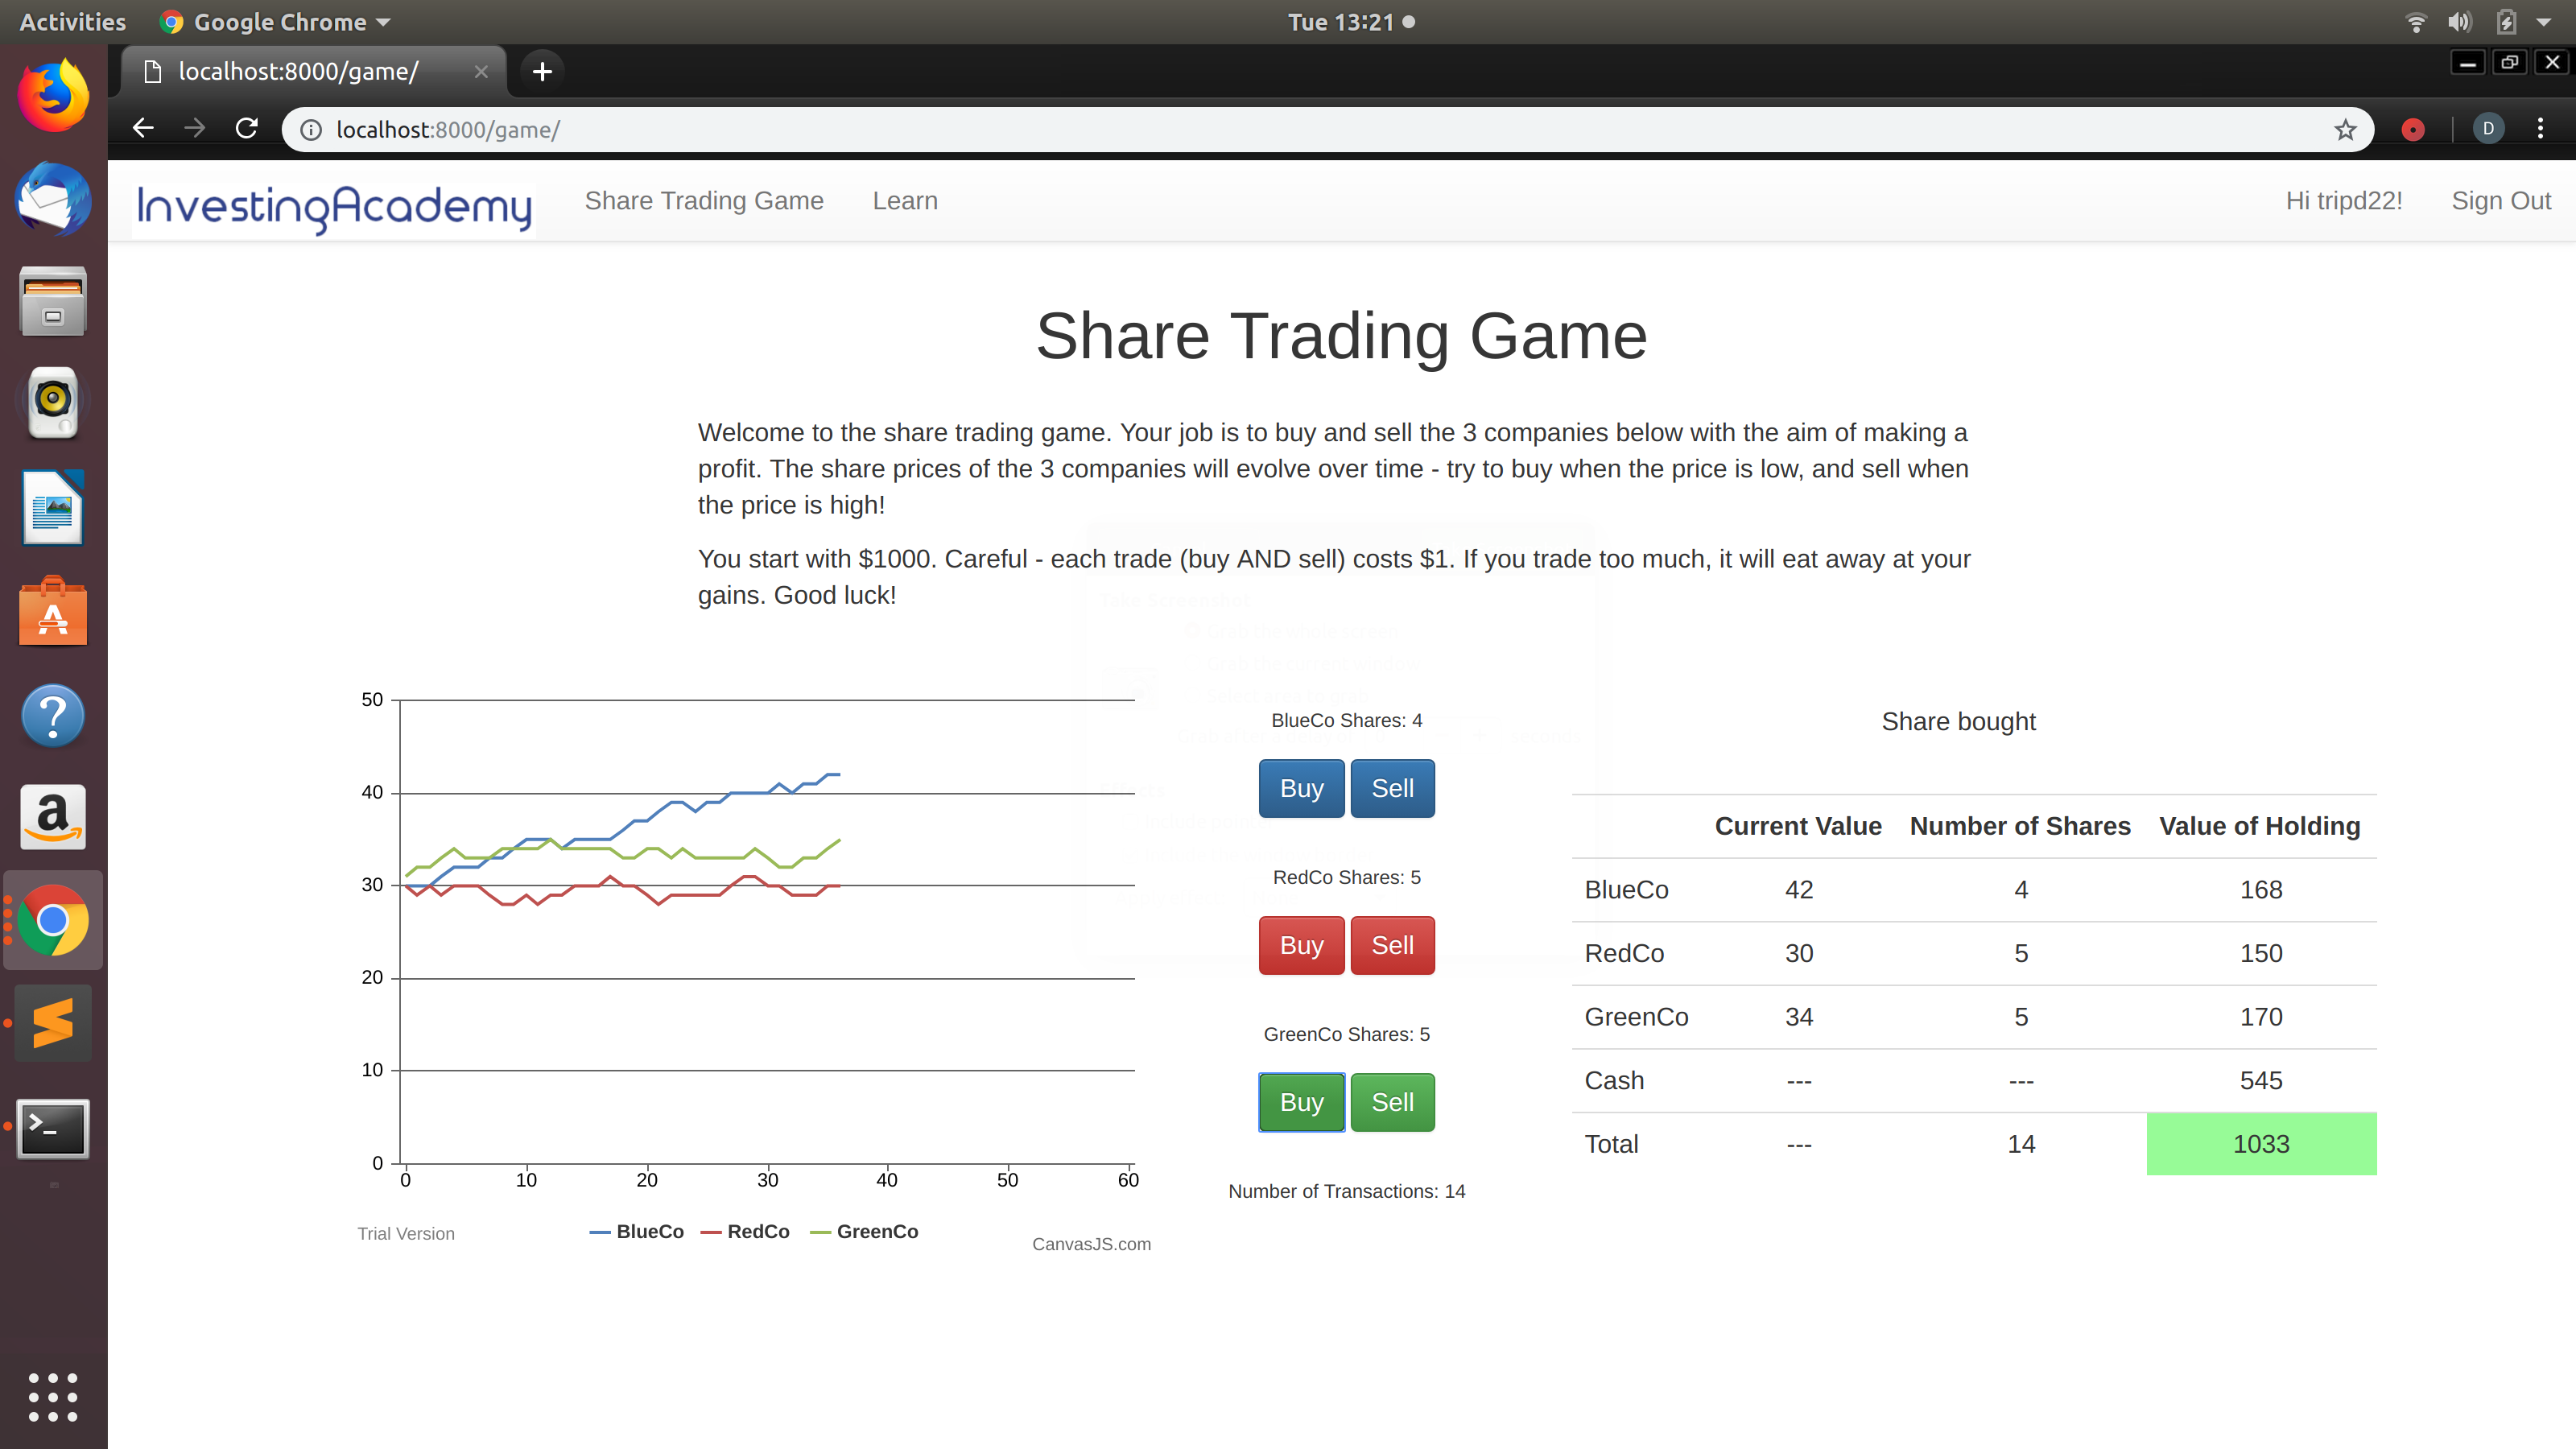 Activities
Google Chrome
Tue 13:21
localhost:8000/game/
localhost:8000/game/
D
InvestingAcademy
Share Trading Game
Learn
Hi tripd22!
Sign Out
Share Trading Game
Welcome to the share trading game. Your job is to buy and sell the 3 companies below with the aim of making a
profit. The share prices of the 3 companies will evolve over time - try to buy when the price is low, and sell when
the price is high!
You start with $1000. Careful - each trade (buy AND sell) costs $1. If you trade too much, it will eat away at your
gains. Good luck!
50
40
30
20
10
0
0 10 20 30 40 50 60
Trial Version
BlueCo RedCo GreenCo
CanvasJS.com
BlueCo Shares: 4
Buy Sell
RedCo Shares: 5
Buy Sell
GreenCo Shares: 5
Buy Sell
Number of Transactions: 14
Share bought
Current Value Number of Shares Value of Holding
BlueCo 42 4 168
RedCo 30 5 150
GreenCo 34 5 170
Cash --- --- 545
Total --- 14 1033